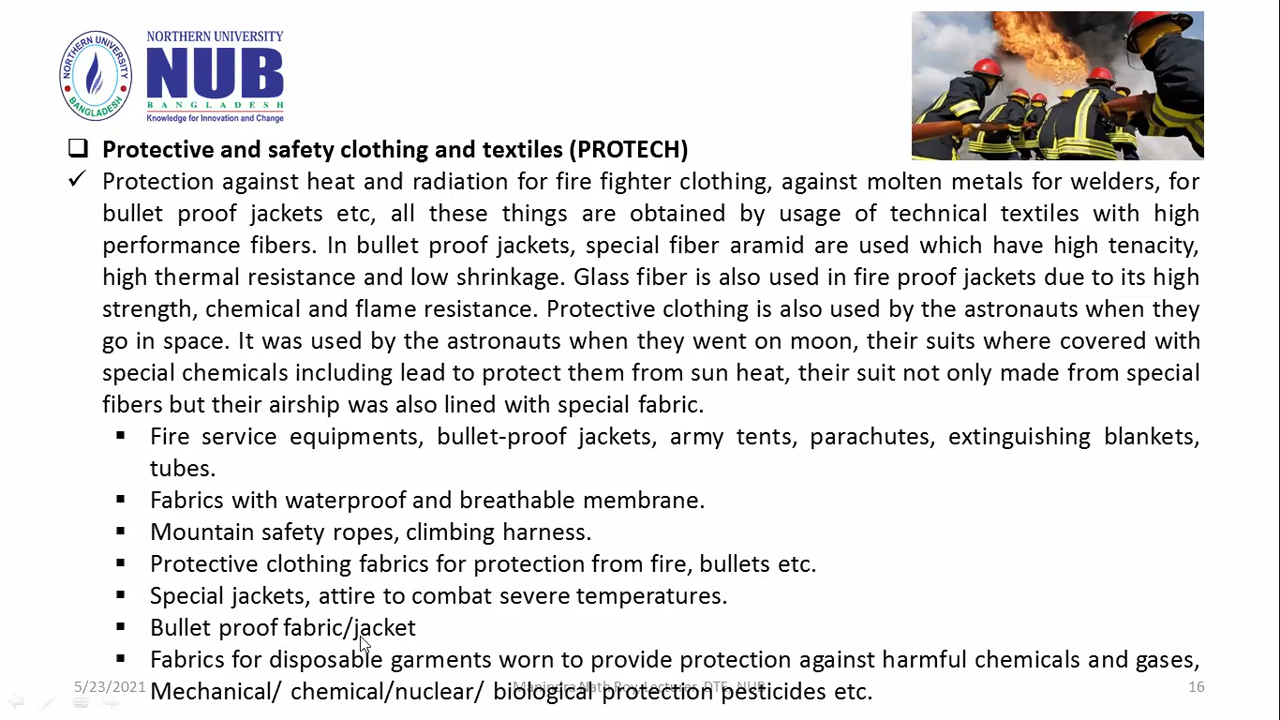 NORTHERN UNIVERSITY
NORTHERN UNIVERSITY
NUB
BANGLADESH
BANGLADESH
Knowledge for Innovation and Change
Protective and safety clothing and textiles (PROTECH)
Protection against heat and radiation for fire fighter clothing, against molten metals for welders, for
bullet proof jackets etc, all these things are obtained by usage of technical textiles with high
performance fibers. In bullet proof jackets, special fiber aramid are used which have high tenacity,
high thermal resistance and low shrinkage. Glass fiber is also used in fire proof jackets due to its high
strength, chemical and flame resistance. Protective clothing is also used by the astronauts when they
go in space. It was used by the astronauts when they went on moon, their suits where covered with
special chemicals including lead to protect them from sun heat, their suit not only made from special
fibers but their airship was also lined with special fabric.
Fire service equipments, bullet-proof jackets, army tents, parachutes, extinguishing blankets,
tubes.
Fabrics with waterproof and breathable membrane.
Mountain safety ropes, climbing harness.
Protective clothing fabrics for protection from fire, bullets etc.
Special jackets, attire to combat severe temperatures.
Bullet proof fabric/jacket
Fabrics for disposable garments worn to provide protection against harmful chemicals and gases,
Mechanical/ chemical/nuclear/ biological protection pesticides etc.
5/23/2021
Nath Roy, Lecturer, DTE, NUB
16